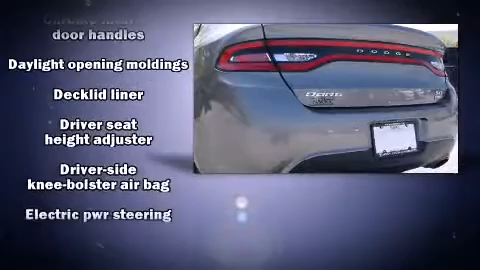 door handles
Daylight opening moldings
Decklid liner
Driver seat
height adjuster
Driver-side
knee-bolster air bag
Electric pwr steering
DODGE
Dart